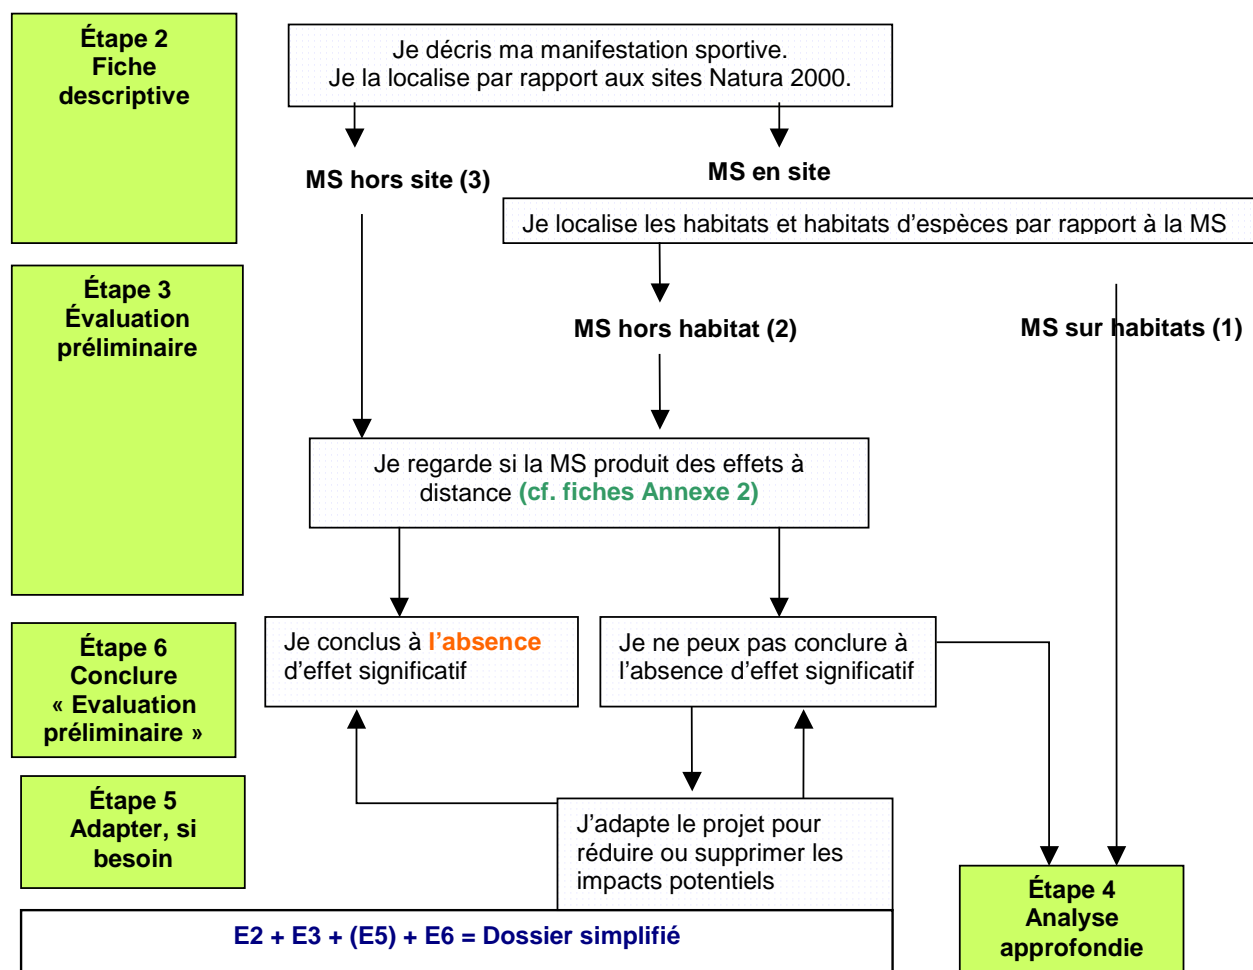 Étape 2
Fiche
descriptive
Je décris ma manifestation sportive.
Je la localise par rapport aux sites Natura 2000.
MS hors site (3)
MS en site
Je localise les habitats et habitats d'espèces par rapport à la MS
Étape 3
Évaluation
préliminaire
MS hors habitat (2)
MS sur habitats (1)
Je regarde si la MS produit des effets à
distance (cf. fiches Annexe 2)
Étape 6
Conclure
« Evaluation
préliminaire »
Je conclus à l'absence
d'effet significatif
Je ne peux pas conclure à
l'absence d'effet significatif
Étape 5
Adapter, si
besoin
J'adapte le projet pour
réduire ou supprimer les
impacts potentiels
Étape 4
Analyse
approfondie
E2 + E3 + (E5) + E6 = Dossier simplifié